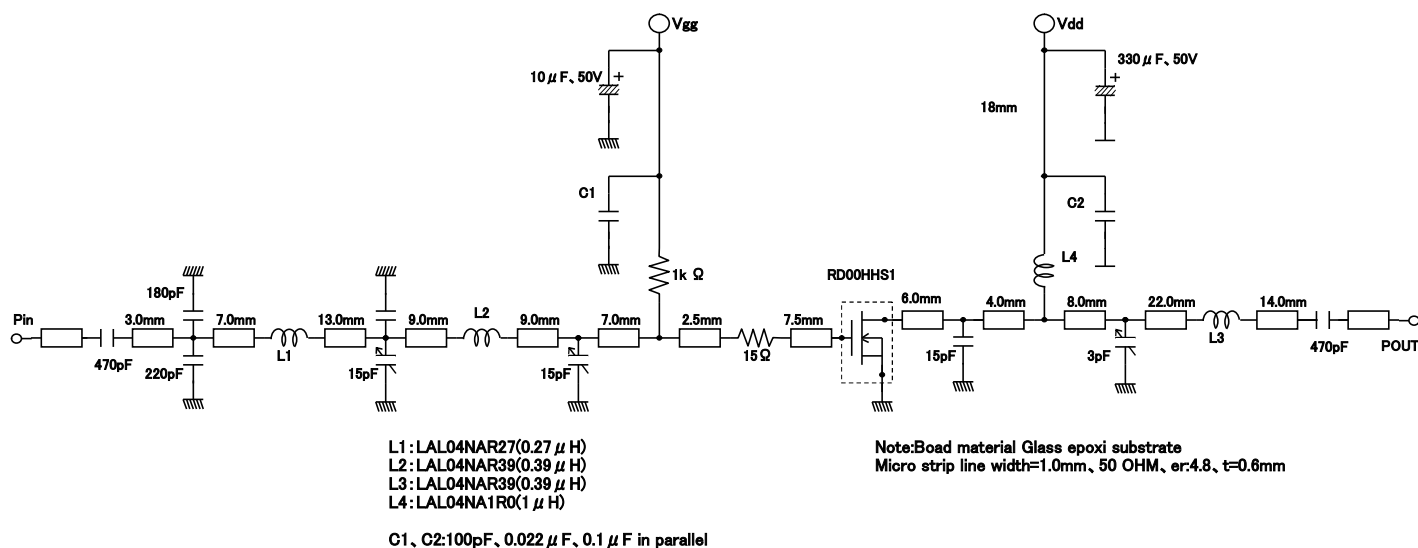 Vgg
Vdd
10μF、50V
+
330μF、50V
+
18mm
C1
C2
1k Ω
L4
RD00HHS1
180pF
Pin
3.0mm
7.0mm
13.0mm
9.0mm
L2
9.0mm
7.0mm
2.5mm
7.5mm
6.0mm
4.0mm
8.0mm
22.0mm
14.0mm
470pF
220pF
L1
15pF
15pF
15Ω
15pF
3pF
L3
470pF
POUT
L1:LAL04NAR27(0.27μH)
L2:LAL04NAR39(0.39μH)
L3:LAL04NAR39(0.39μH)
L4:LAL04NA1R0(1μH)
C1、C2:100pF、0.022μF、0.1μF in parallel
Note:Boad material Glass epoxi substrate
Micro strip line width=1.0mm、50 OHM、er:4.8、t=0.6mm